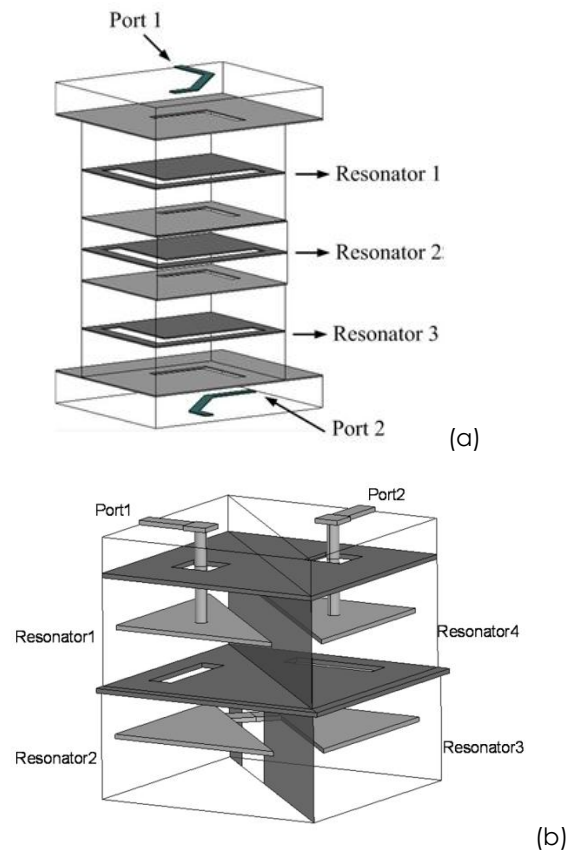 Port 1
Resonator 1
Resonator 2
Resonator 3
Port 2
(a)
Port2
Port1
Resonator1
Resonator4
Resonator2
Resonator3
(b)